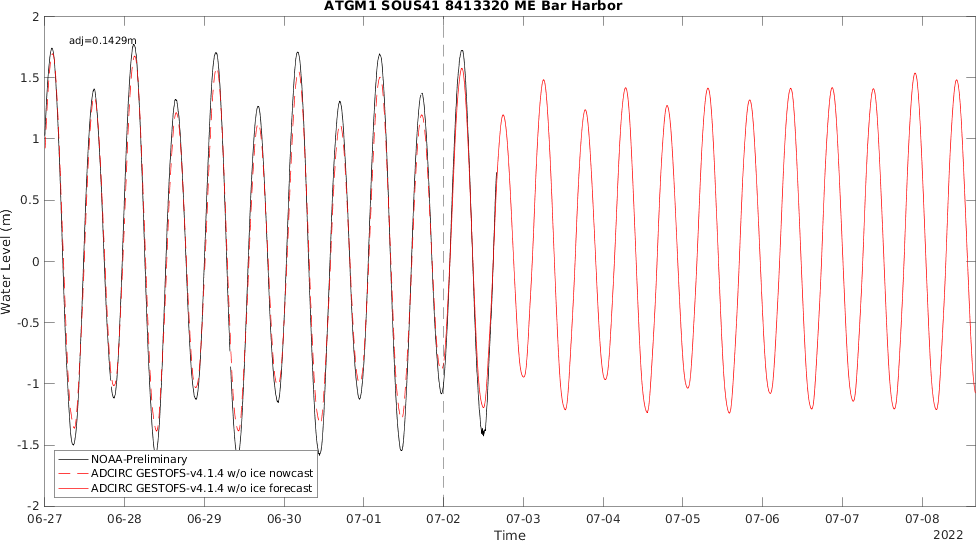 ATGM1 SOUS41 8413320 ME Bar Harbor
adj=0.1429m
2
1.5
1
0.5
0
-0.5
-1
-1.5
-2
Water Level (m)
NOAA-Preliminary
ADCIRC GESTOFS-v4.1.4 w/o ice nowcast
ADCIRC GESTOFS-v4.1.4 w/o ice forecast
06-27 06-28 06-29 06-30 07-01 07-02 07-03 07-04 07-05 07-06 07-07 07-08
Time
2022